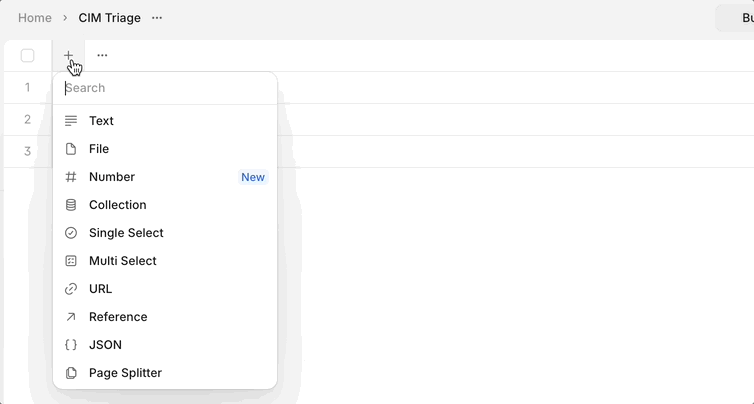 Home › CIM Triage ···
Bu
+ ···
Search
1
2
3
Text
File
Number New
Collection
Single Select
Multi Select
URL
Reference
JSON
Page Splitter